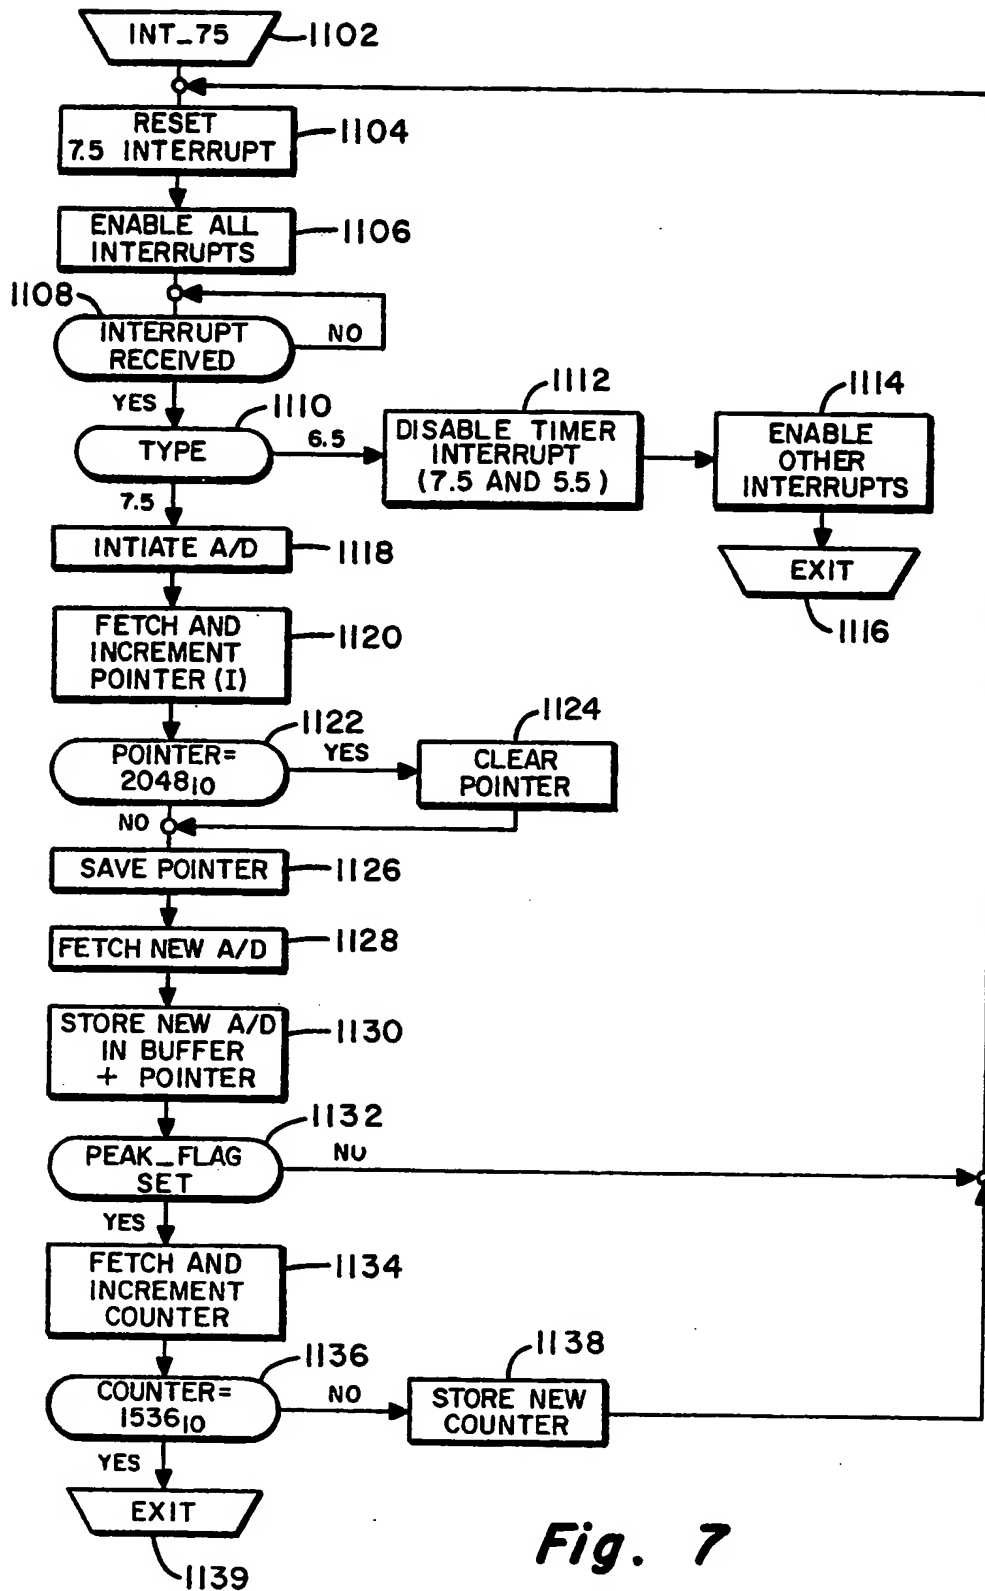 INT_75
1102
RESET
7.5 INTERRUPT
1104
ENABLE ALL
INTERRUPTS
1106
1108
INTERRUPT
RECEIVED
NO
YES
1110
TYPE
6.5
1112
DISABLE TIMER
INTERRUPT
(7.5 AND 5.5)
1114
ENABLE
OTHER
INTERRUPTS
EXIT
1116
7.5
INTIATE A/D
1118
FETCH AND
INCREMENT
POINTER (I)
1120
1122
POINTER=
2048₁₀
YES
1124
CLEAR
POINTER
NO
SAVE POINTER
1126
FETCH NEW A/D
1128
STORE NEW A/D
IN BUFFER
+ POINTER
1130
1132
PEAK_FLAG
SET
NO
YES
FETCH AND
INCREMENT
COUNTER
1134
1136
COUNTER=
1536₁₀
NO
1138
STORE NEW
COUNTER
YES
EXIT
1139
Fig. 7